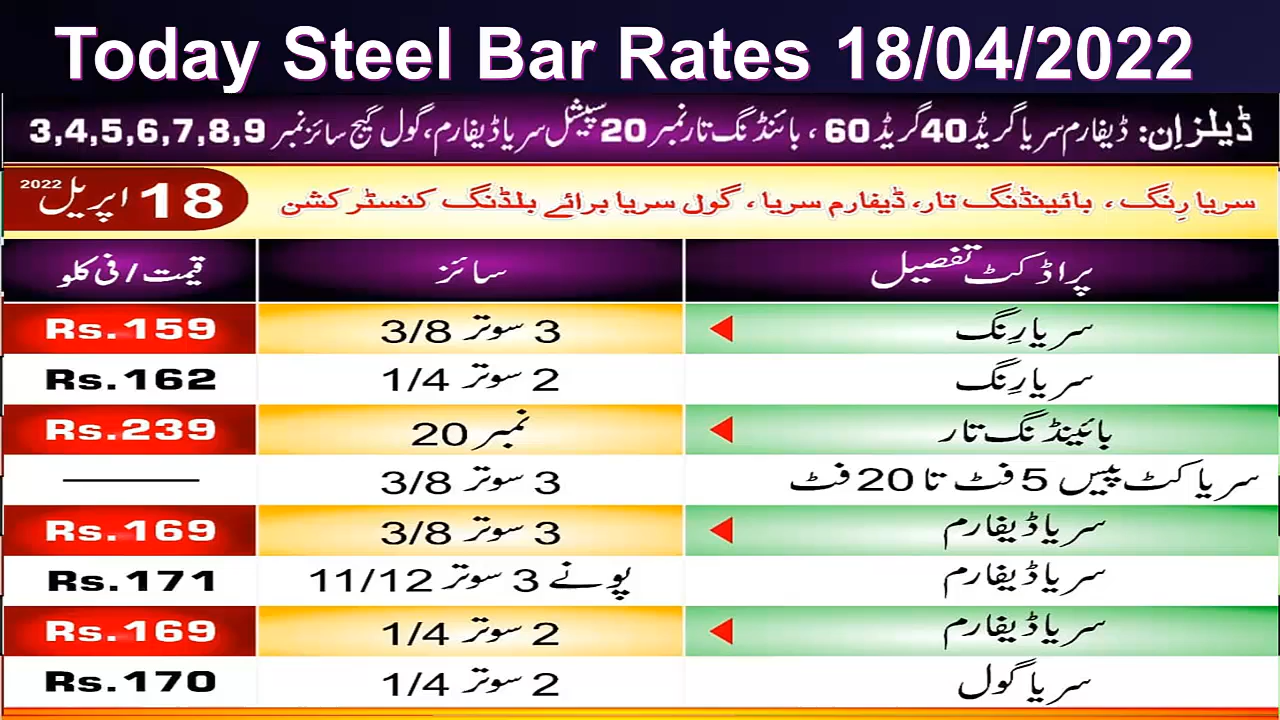 Today Steel Bar Rates 18/04/2022
ڈیلز اِن: ڈیفارم سریا گریڈ 40 گریڈ 60 ، بائنڈنگ تار نمبر 20 سپیشل سریا ڈیفارم، گول گیج سائز نمبر 3,4,5,6,7,8,9
سریا رِنگ ، بائینڈنگ تار، ڈیفارم سریا ، گول سریا برائے بلڈنگ کنسٹرکشن 18 اپریل 2022
پراڈکٹ تفصیل سائز قیمت/فی کلو
سریا رِنگ 3 سوتر 3/8 Rs.159
سریا رِنگ 2 سوتر 1/4 Rs.162
بائینڈنگ تار نمبر 20 Rs.239
سریا کٹ پیس 5 فٹ تا 20 فٹ 3 سوتر 3/8
سریا ڈیفارم 3 سوتر 3/8 Rs.169
سریا ڈیفارم پونے 3 سوتر 11/12 Rs.171
سریا ڈیفارم 2 سوتر 1/4 Rs.169
سریا گول 2 سوتر 1/4 Rs.170